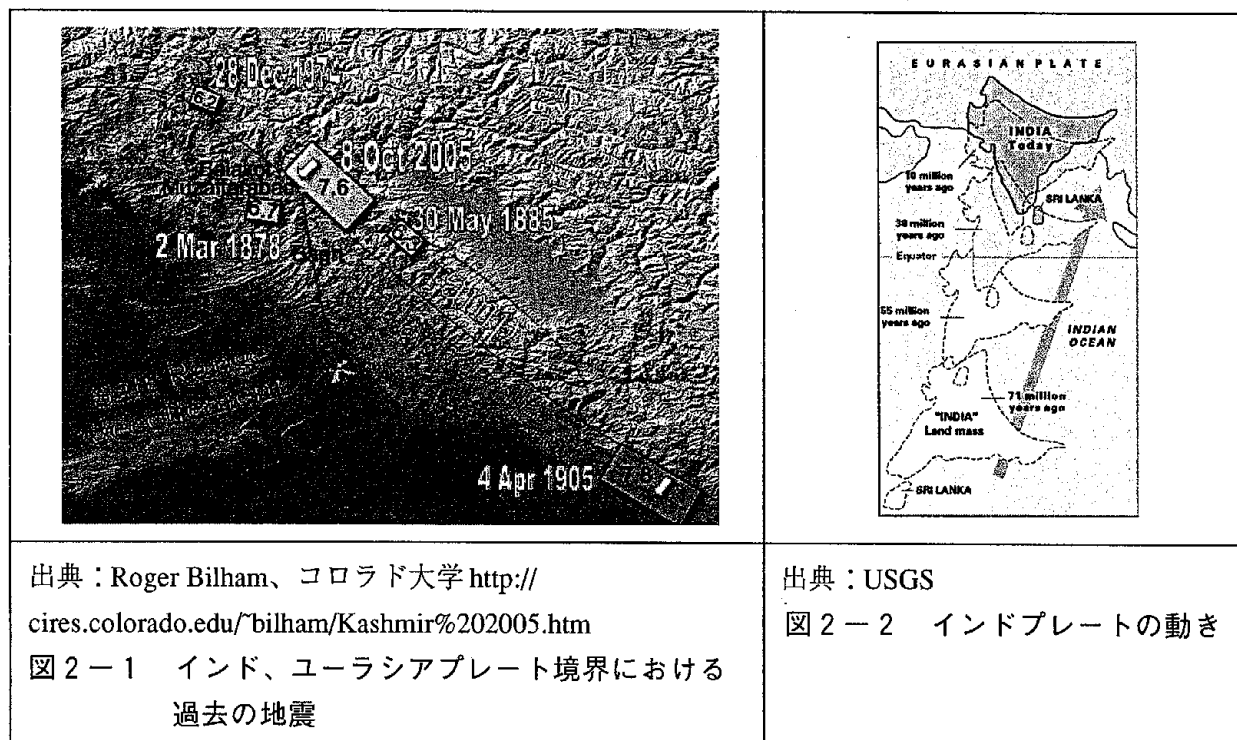 28 Dec 1974
8 Oct 2005
7.6
Muzaffarabad
30 May 1885
2 Mar 1878
4 Apr 1905
EURASIAN PLATE
INDIA
Today
10 million
years ago
SRI LANKA
38 million
years ago
Equator
55 million
years ago
INDIAN
OCEAN
71 million
years ago
"INDIA"
Land mass
SRI LANKA
出典：Roger Bilham、コロラド大学 http://
cires.colorado.edu/~bilham/Kashmir%202005.htm
図２－１　インド、ユーラシアプレート境界における
過去の地震
出典：USGS
図２－２　インドプレートの動き